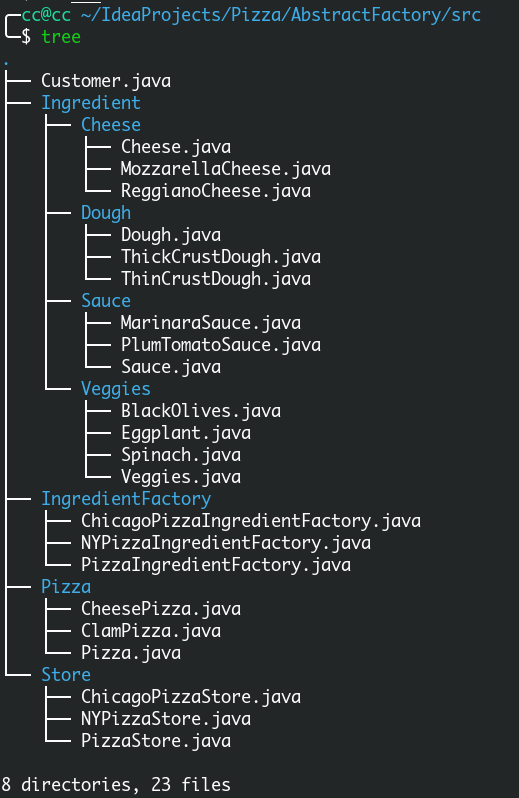 ╭─cc@cc ~/IdeaProjects/Pizza/AbstractFactory/src
╰─$ tree
.
├── Customer.java
├── Ingredient
│   ├── Cheese
│   │   ├── Cheese.java
│   │   ├── MozzarellaCheese.java
│   │   └── ReggianoCheese.java
│   ├── Dough
│   │   ├── Dough.java
│   │   ├── ThickCrustDough.java
│   │   └── ThinCrustDough.java
│   ├── Sauce
│   │   ├── MarinaraSauce.java
│   │   ├── PlumTomatoSauce.java
│   │   └── Sauce.java
│   └── Veggies
│       ├── BlackOlives.java
│       ├── Eggplant.java
│       ├── Spinach.java
│       └── Veggies.java
├── IngredientFactory
│   ├── ChicagoPizzaIngredientFactory.java
│   ├── NYPizzaIngredientFactory.java
│   └── PizzaIngredientFactory.java
├── Pizza
│   ├── CheesePizza.java
│   ├── ClamPizza.java
│   └── Pizza.java
└── Store
    ├── ChicagoPizzaStore.java
    ├── NYPizzaStore.java
    └── PizzaStore.java

8 directories, 23 files